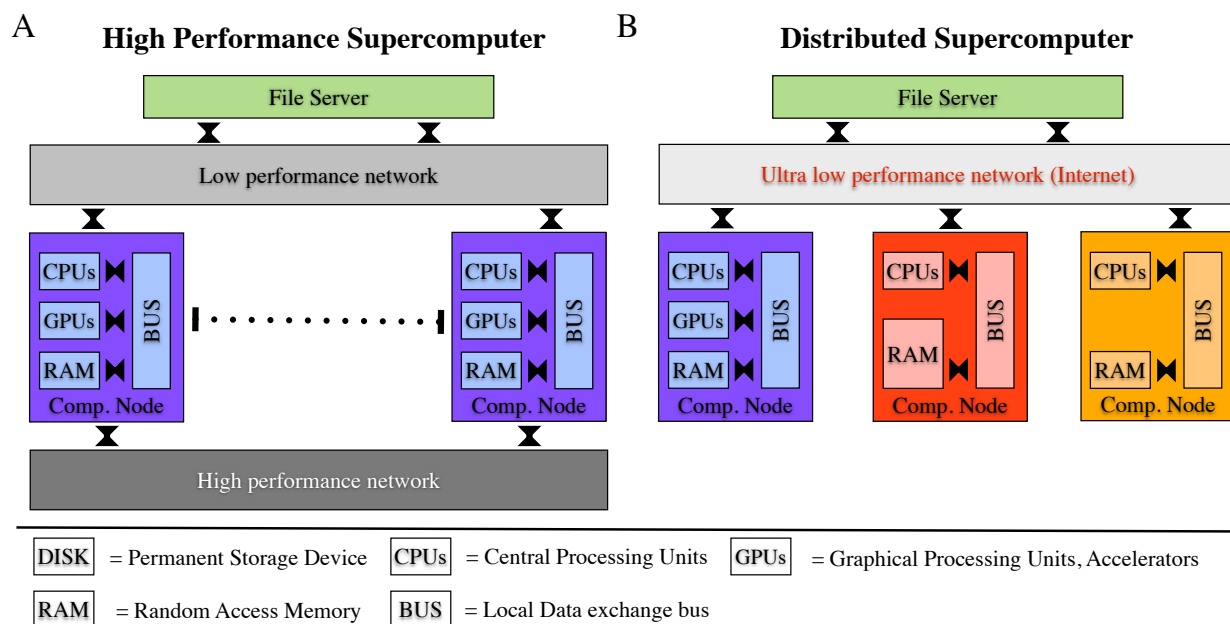 A
High Performance Supercomputer
File Server
Low performance network
CPUs
GPUs
RAM
BUS
Comp. Node
CPUs
GPUs
RAM
BUS
Comp. Node
High performance network
B
Distributed Supercomputer
File Server
Ultra low performance network (Internet)
CPUs
GPUs
RAM
BUS
Comp. Node
CPUs
RAM
BUS
Comp. Node
CPUs
RAM
BUS
Comp. Node
DISK = Permanent Storage Device
CPUs = Central Processing Units
GPUs = Graphical Processing Units, Accelerators
RAM = Random Access Memory
BUS = Local Data exchange bus